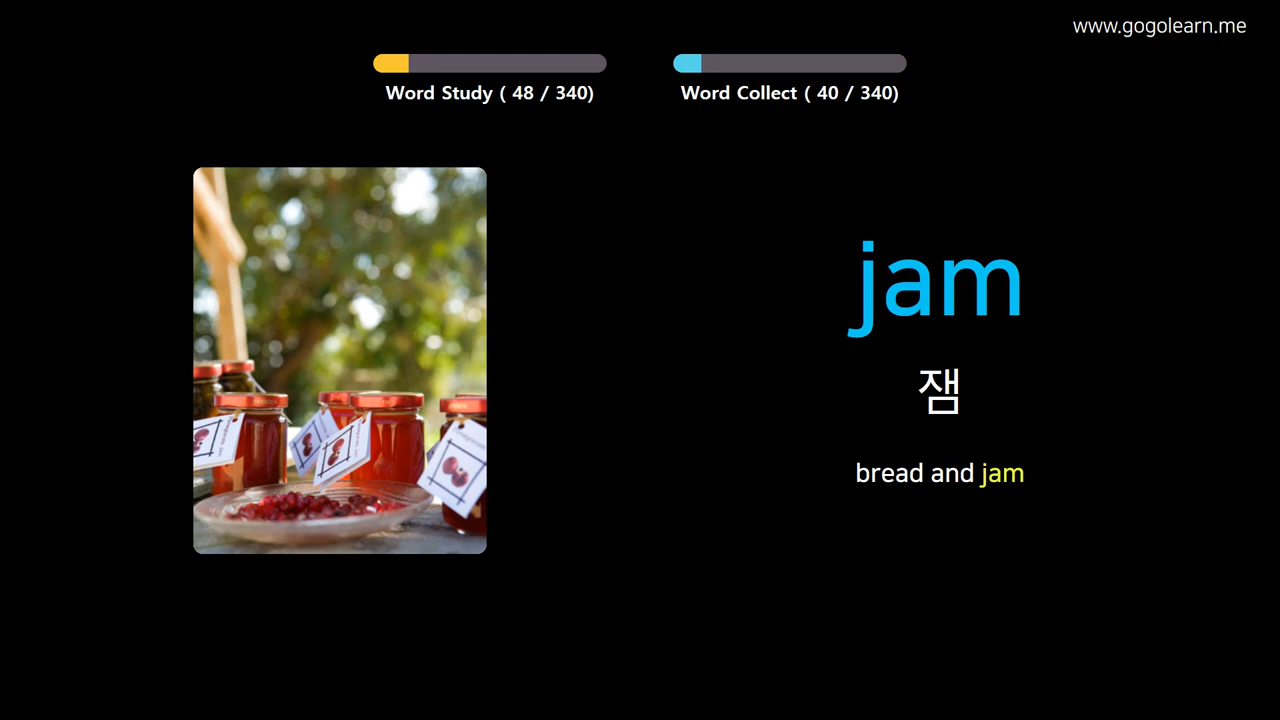 www.gogolearn.me
Word Study ( 48 / 340)
Word Collect ( 40 / 340)
jam
잼
bread and jam